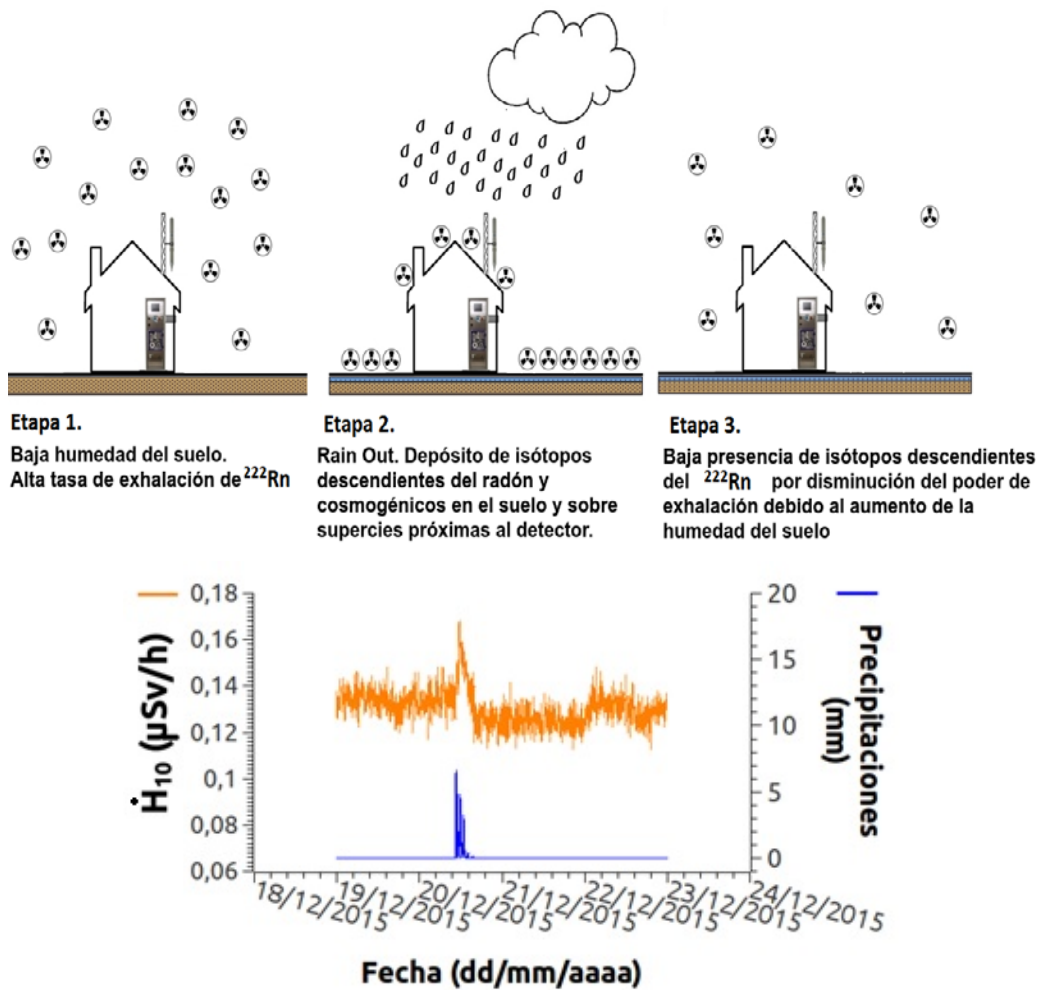 Etapa 1.
Baja humedad del suelo.
Alta tasa de exhalación de ²²²Rn
Etapa 2.
Rain Out. Depósito de isótopos
descendientes del radón y
cosmogénicos en el suelo y sobre
supercies próximas al detector.
Etapa 3.
Baja presencia de isótopos descendientes
del ²²²Rn por disminución del poder de
exhalación debido al aumento de la
humedad del suelo
0,18
0,16
0,14
0,12
0,1
0,08
0,06
Ḣ₁₀ (µSv/h)
20
15
10
5
0
Precipitaciones
(mm)
18/12/2015
19/12/2015
20/12/2015
21/12/2015
22/12/2015
23/12/2015
24/12/2015
Fecha (dd/mm/aaaa)